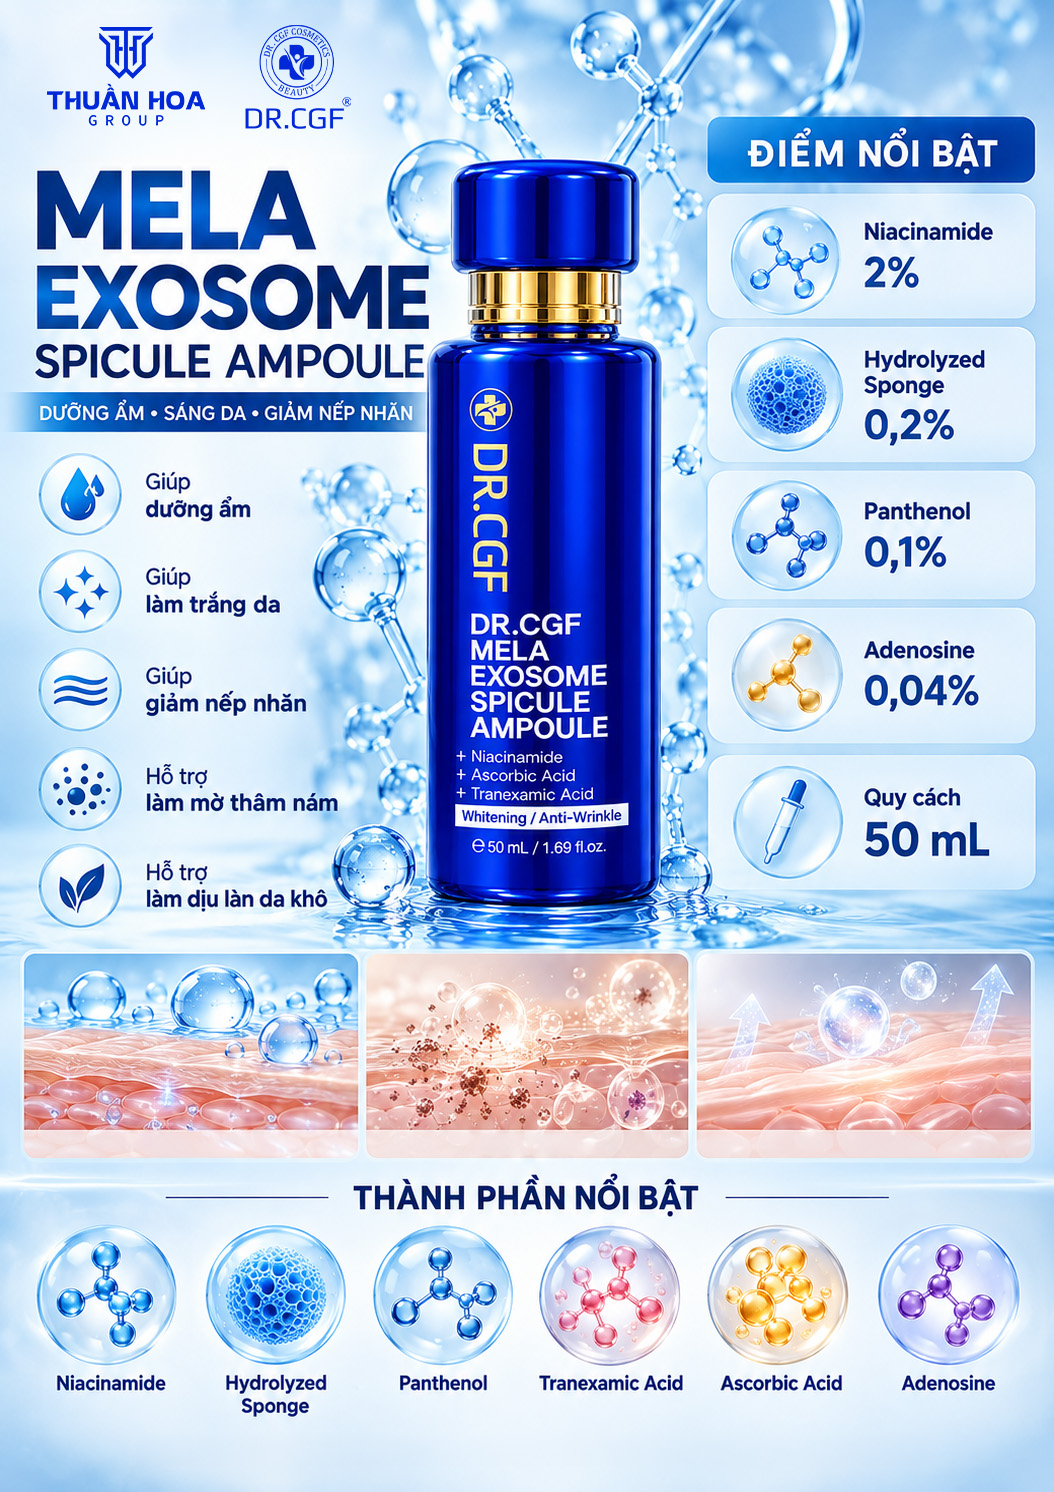 THUẦN HOA
GROUP
DR. CGF COSMETICS
BEAUTY
DR.CGF®
MELA
EXOSOME
SPICULE AMPOULE
DƯỠNG ẨM • SÁNG DA • GIẢM NẾP NHĂN
Giúp
dưỡng ẩm
Giúp
làm trắng da
Giúp
giảm nếp nhăn
Hỗ trợ
làm mờ thâm nám
Hỗ trợ
làm dịu làn da khô
DR.CGF
DR.CGF
MELA
EXOSOME
SPICULE
AMPOULE
+ Niacinamide
+ Ascorbic Acid
+ Tranexamic Acid
Whitening / Anti-Wrinkle
℮ 50 mL / 1.69 fl.oz.
ĐIỂM NỔI BẬT
Niacinamide
2%
Hydrolyzed
Sponge
0,2%
Panthenol
0,1%
Adenosine
0,04%
Quy cách
50 mL
THÀNH PHẦN NỔI BẬT
Niacinamide
Hydrolyzed
Sponge
Panthenol
Tranexamic Acid
Ascorbic Acid
Adenosine